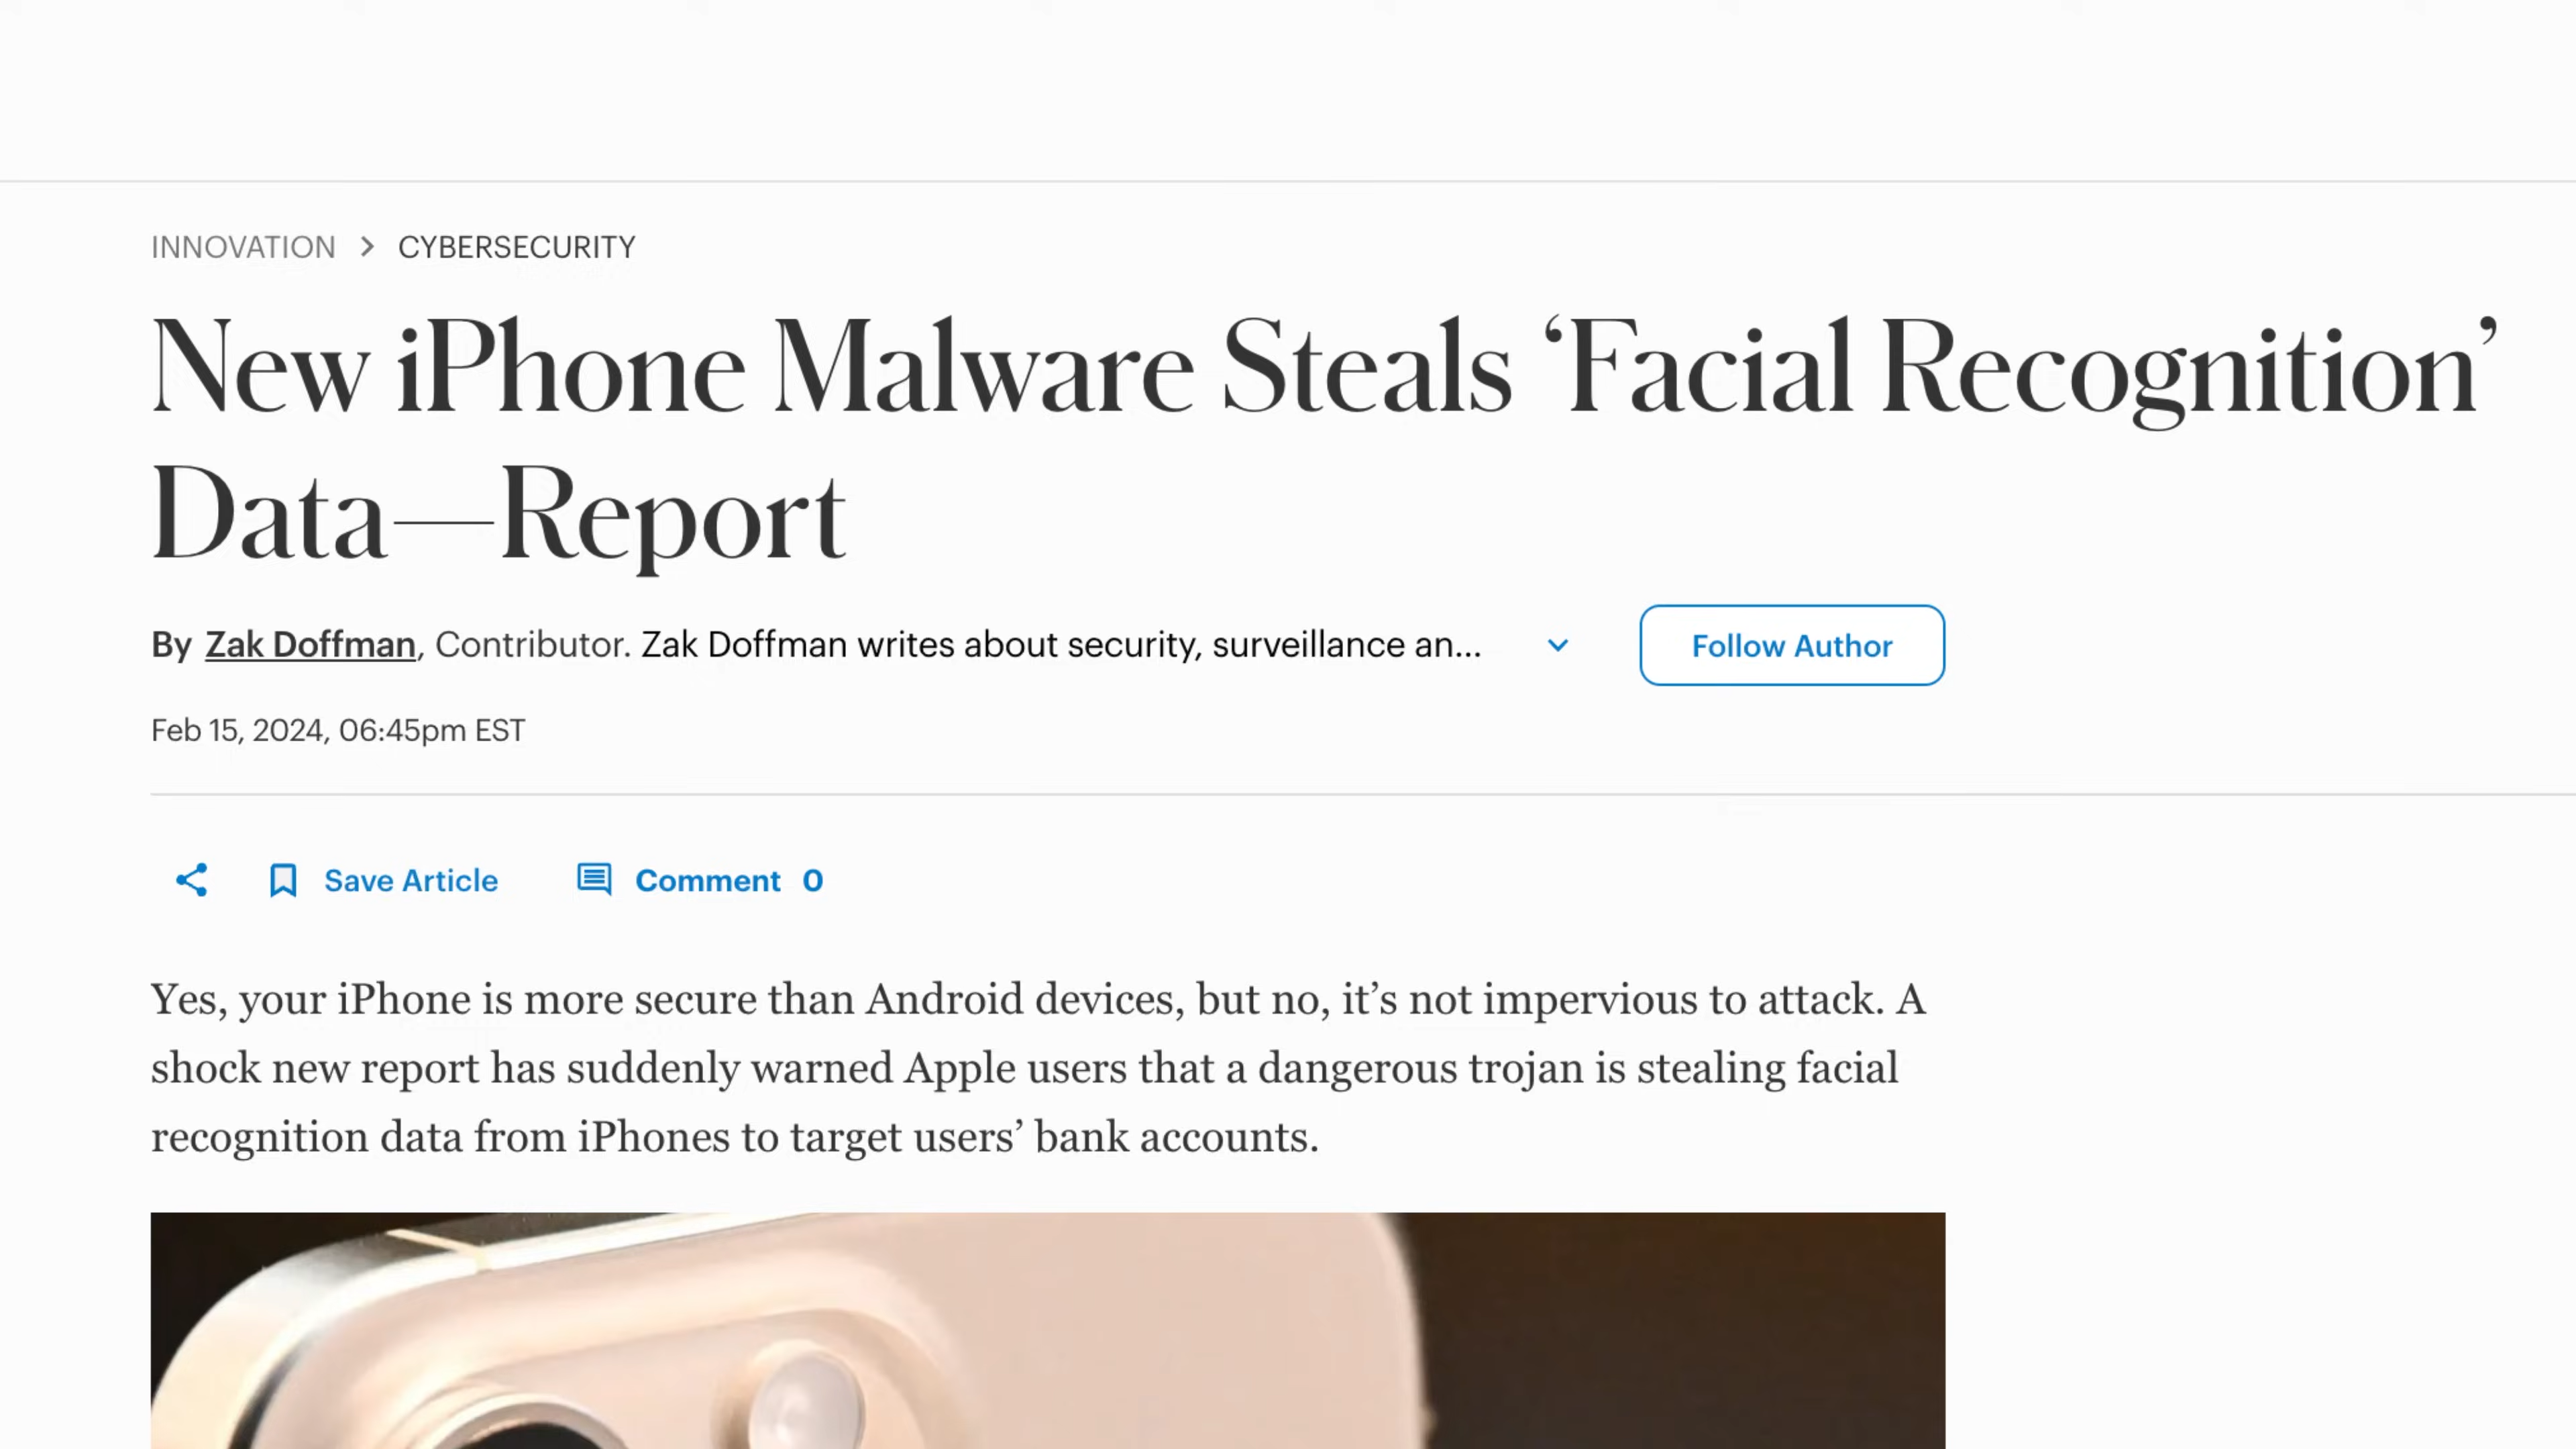 INNOVATION > CYBERSECURITY
New iPhone Malware Steals ‘Facial Recognition’
Data—Report
By Zak Doffman, Contributor. Zak Doffman writes about security, surveillance an...
Follow Author
Feb 15, 2024, 06:45pm EST
Save Article
Comment 0
Yes, your iPhone is more secure than Android devices, but no, it’s not impervious to attack. A
shock new report has suddenly warned Apple users that a dangerous trojan is stealing facial
recognition data from iPhones to target users’ bank accounts.